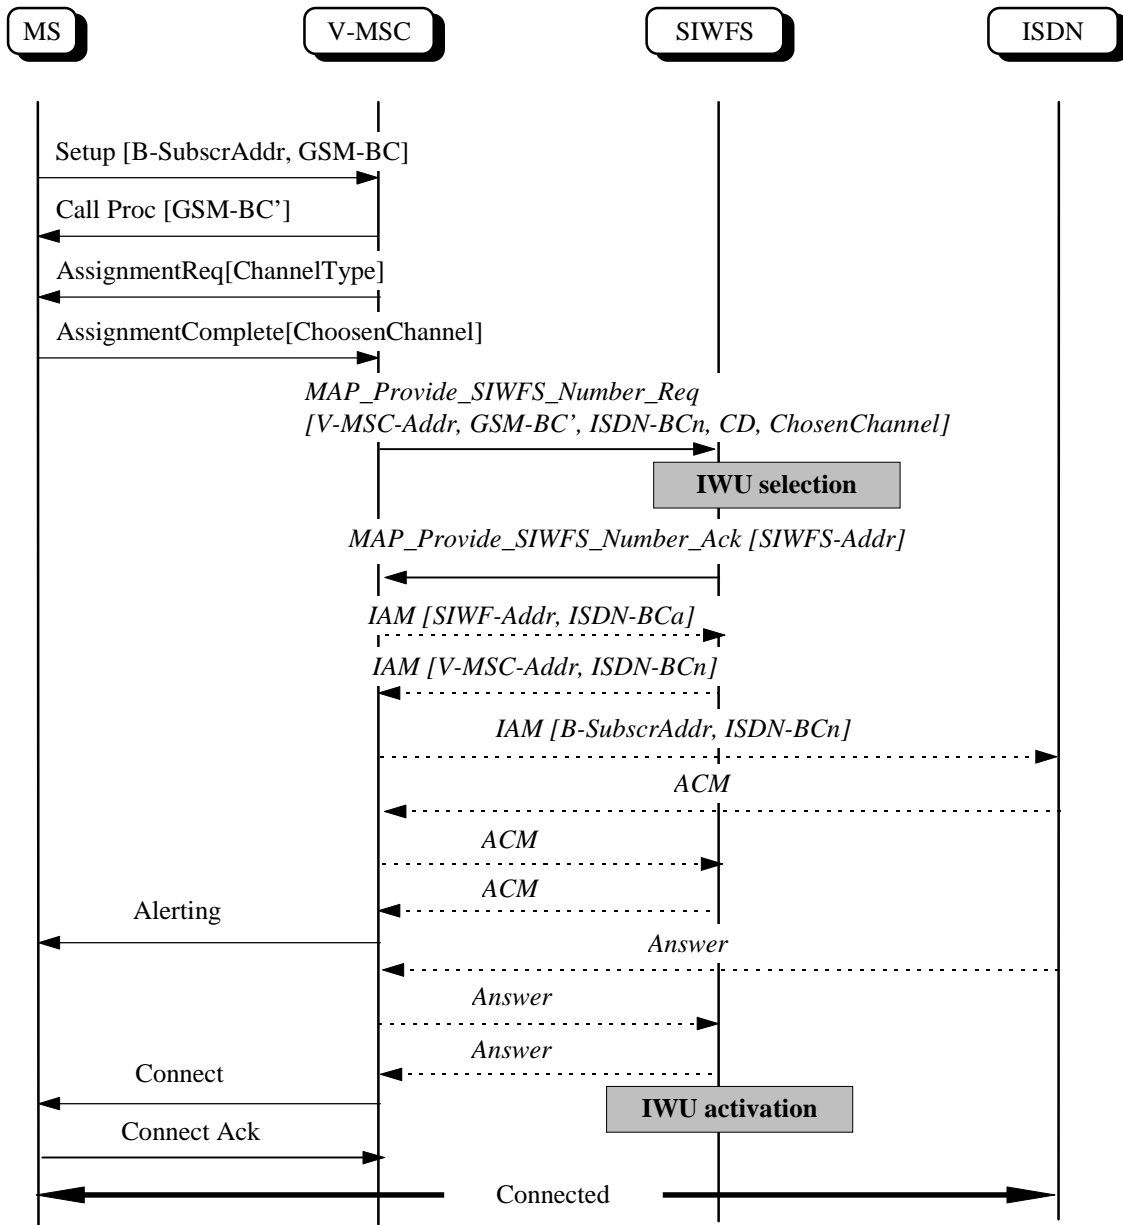 MS
V-MSC
SIWFS
ISDN
Setup [B-SubscrAddr, GSM-BC]
Call Proc [GSM-BC’]
AssignmentReq[ChannelType]
AssignmentComplete[ChoosenChannel]
MAP_Provide_SIWFS_Number_Req
[V-MSC-Addr, GSM-BC’, ISDN-BCn, CD, ChosenChannel]
IWU selection
MAP_Provide_SIWFS_Number_Ack [SIWFS-Addr]
IAM [SIWF-Addr, ISDN-BCa]
IAM [V-MSC-Addr, ISDN-BCn]
IAM [B-SubscrAddr, ISDN-BCn]
ACM
ACM
ACM
Alerting
Answer
Answer
Answer
Connect
IWU activation
Connect Ack
Connected